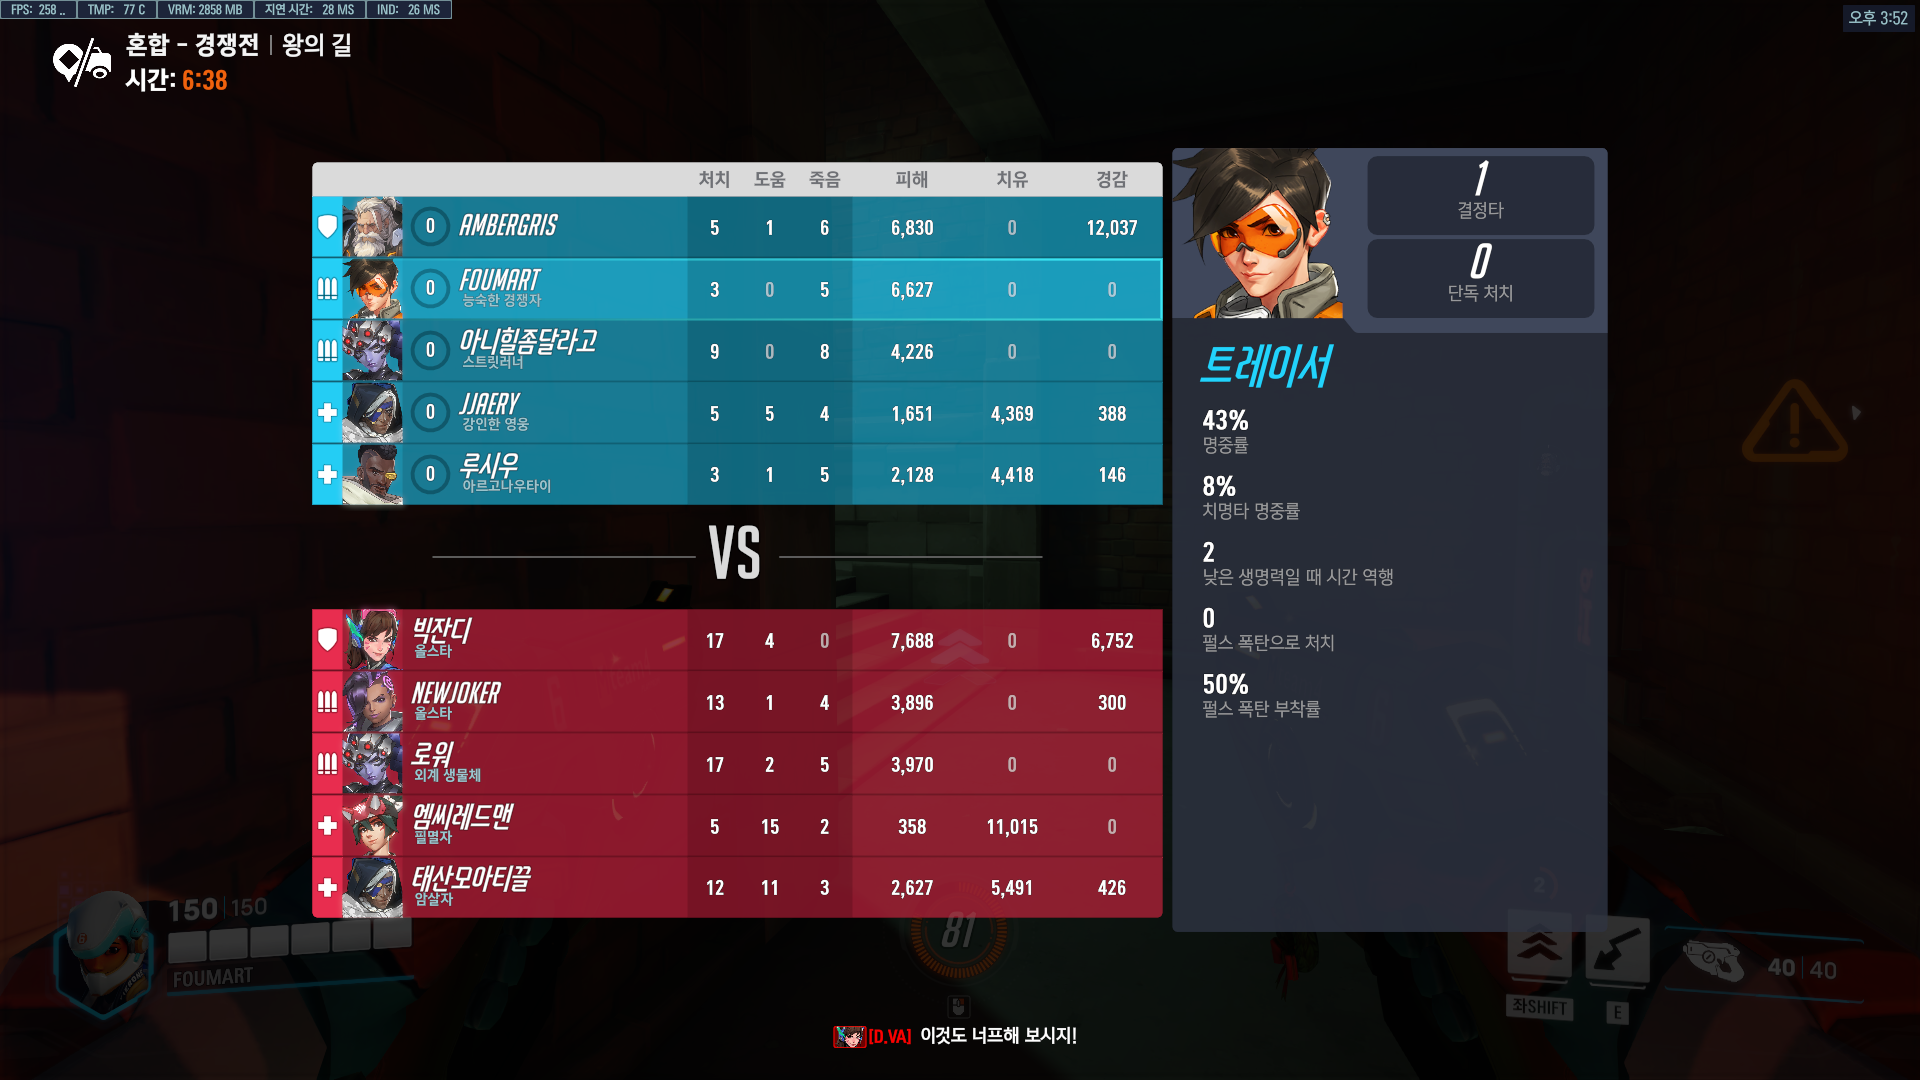 FPS: 258 ..
TMP: 77 C
VRM: 2858 MB
지연 시간: 28 MS
IND: 26 MS
오후 3:52
혼합 - 경쟁전 | 왕의 길
시간: 6:38
처치 도움 죽음 피해 치유 경감
0 AMBERGRIS 5 1 6 6,830 0 12,037
0 FOUMART 3 0 5 6,627 0 0
능숙한 경쟁자
0 아니힐좀달라고 9 0 8 4,226 0 0
스트릿러너
0 JJAERY 5 5 4 1,651 4,369 388
강인한 영웅
0 루시우 3 1 5 2,128 4,418 146
아르고나우타이
VS
빅잔디 17 4 0 7,688 0 6,752
올스타
NEWJOKER 13 1 4 3,896 0 300
올스타
로워 17 2 5 3,970 0 0
외계 생물체
엠씨레드맨 5 15 2 358 11,015 0
필멸자
태산모아티끌 12 11 3 2,627 5,491 426
암살자
1
결정타
0
단독 처치
트레이서
43%
명중률
8%
치명타 명중률
2
낮은 생명력일 때 시간 역행
0
펄스 폭탄으로 처치
50%
펄스 폭탄 부착률
150 | 150
FOUMART
81
좌SHIFT
E
40 | 40
[D.VA] 이것도 너프해 보시지!